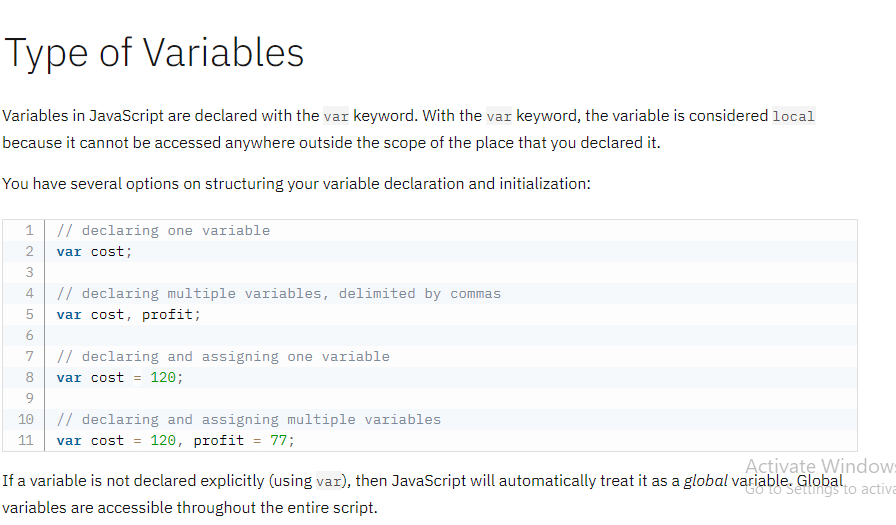 Type of Variables
Variables in JavaScript are declared with the var keyword. With the var keyword, the variable is considered local
because it cannot be accessed anywhere outside the scope of the place that you declared it.
You have several options on structuring your variable declaration and initialization:
1 // declaring one variable
2 var cost;
3
4 // declaring multiple variables, delimited by commas
5 var cost, profit;
6
7 // declaring and assigning one variable
8 var cost = 120;
9
10 // declaring and assigning multiple variables
11 var cost = 120, profit = 77;
Activate Windows
If a variable is not declared explicitly (using var), then JavaScript will automatically treat it as a global variable. Global
Go to Settings to activa
variables are accessible throughout the entire script.